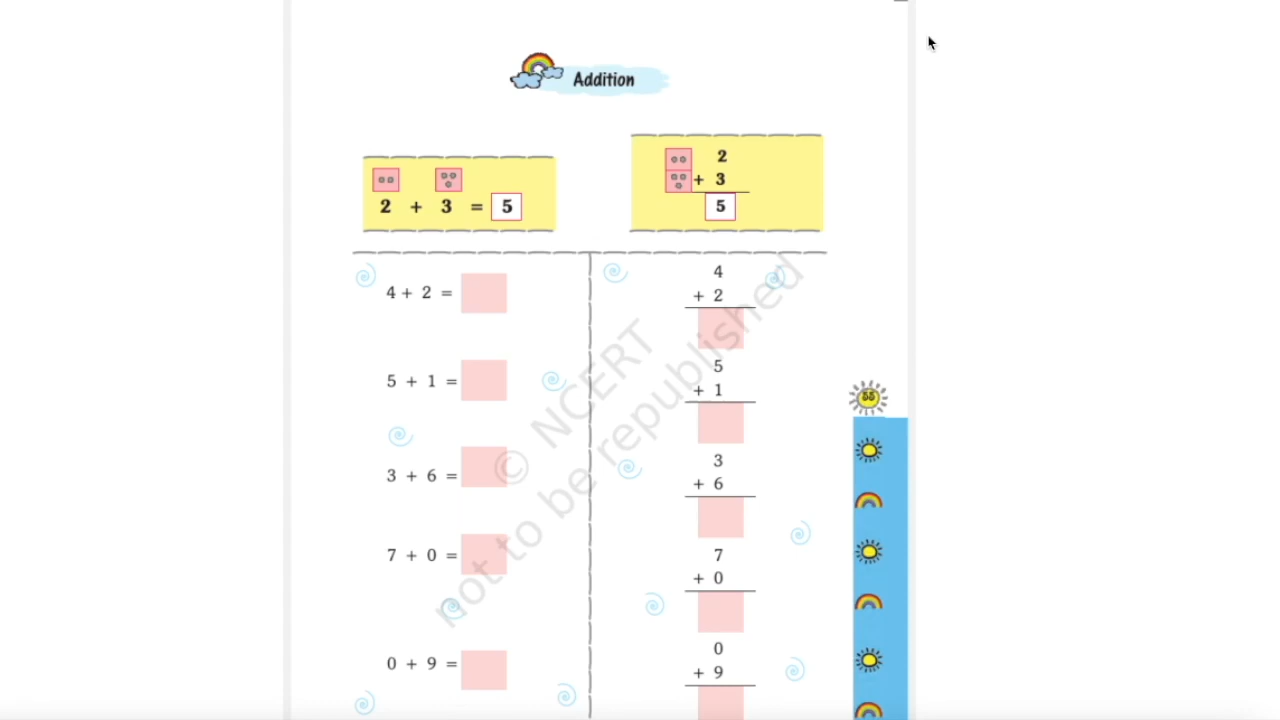 Addition
2 + 3 = 5
2
+ 3
5
4 + 2 =
5 + 1 =
3 + 6 =
7 + 0 =
0 + 9 =
4
+ 2
5
+ 1
3
+ 6
7
+ 0
0
+ 9
© NCERT
not to be republished
55